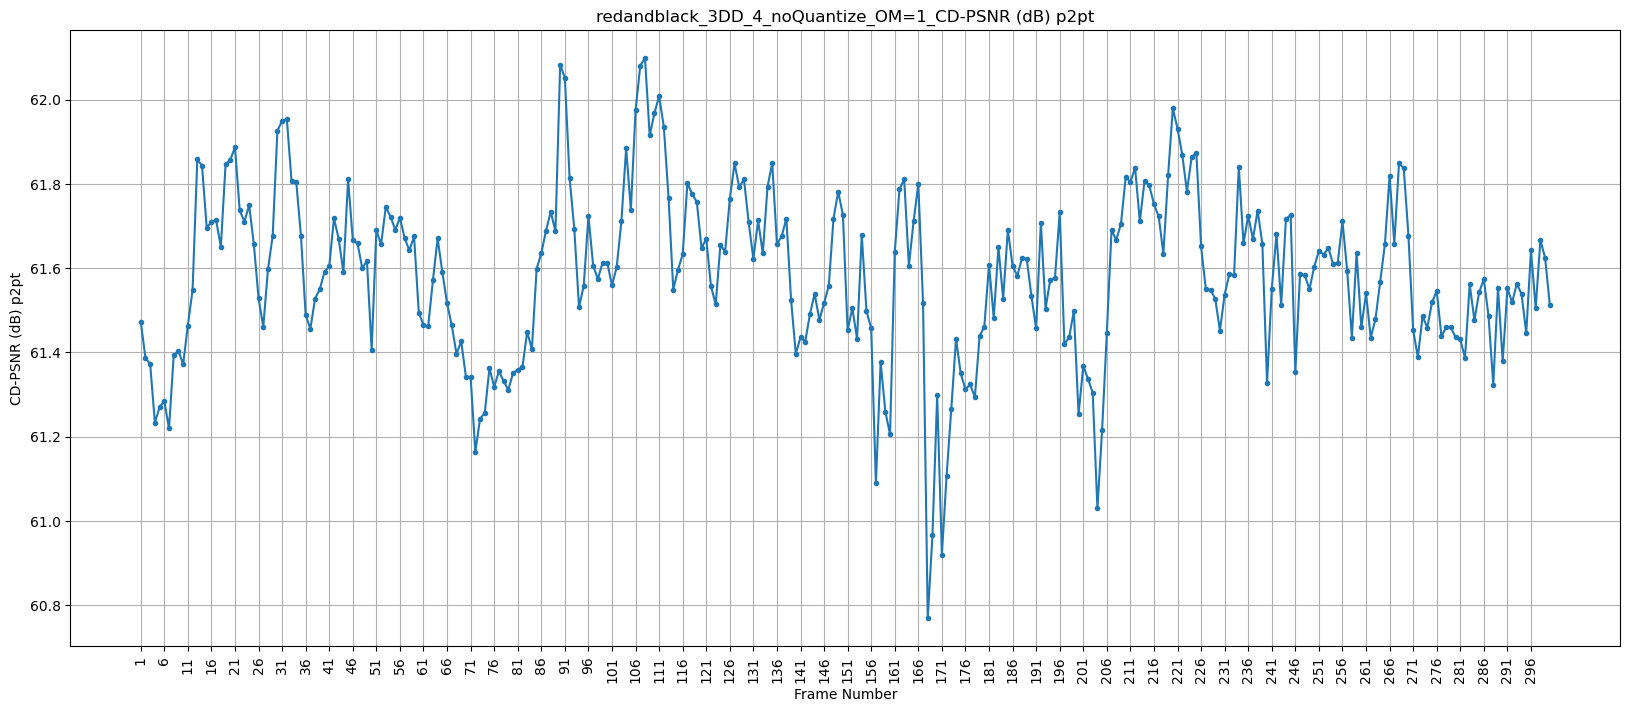 redandblack_3DD_4_noQuantize_OM=1_CD-PSNR (dB) p2pt
CD-PSNR (dB) p2pt
62.0
61.8
61.6
61.4
61.2
61.0
60.8
1 6 11 16 21 26 31 36 41 46 51 56 61 66 71 76 81 86 91 96 101 106 111 116 121 126 131 136 141 146 151 156 161 166 171 176 181 186 191 196 201 206 211 216 221 226 231 236 241 246 251 256 261 266 271 276 281 286 291 296
Frame Number